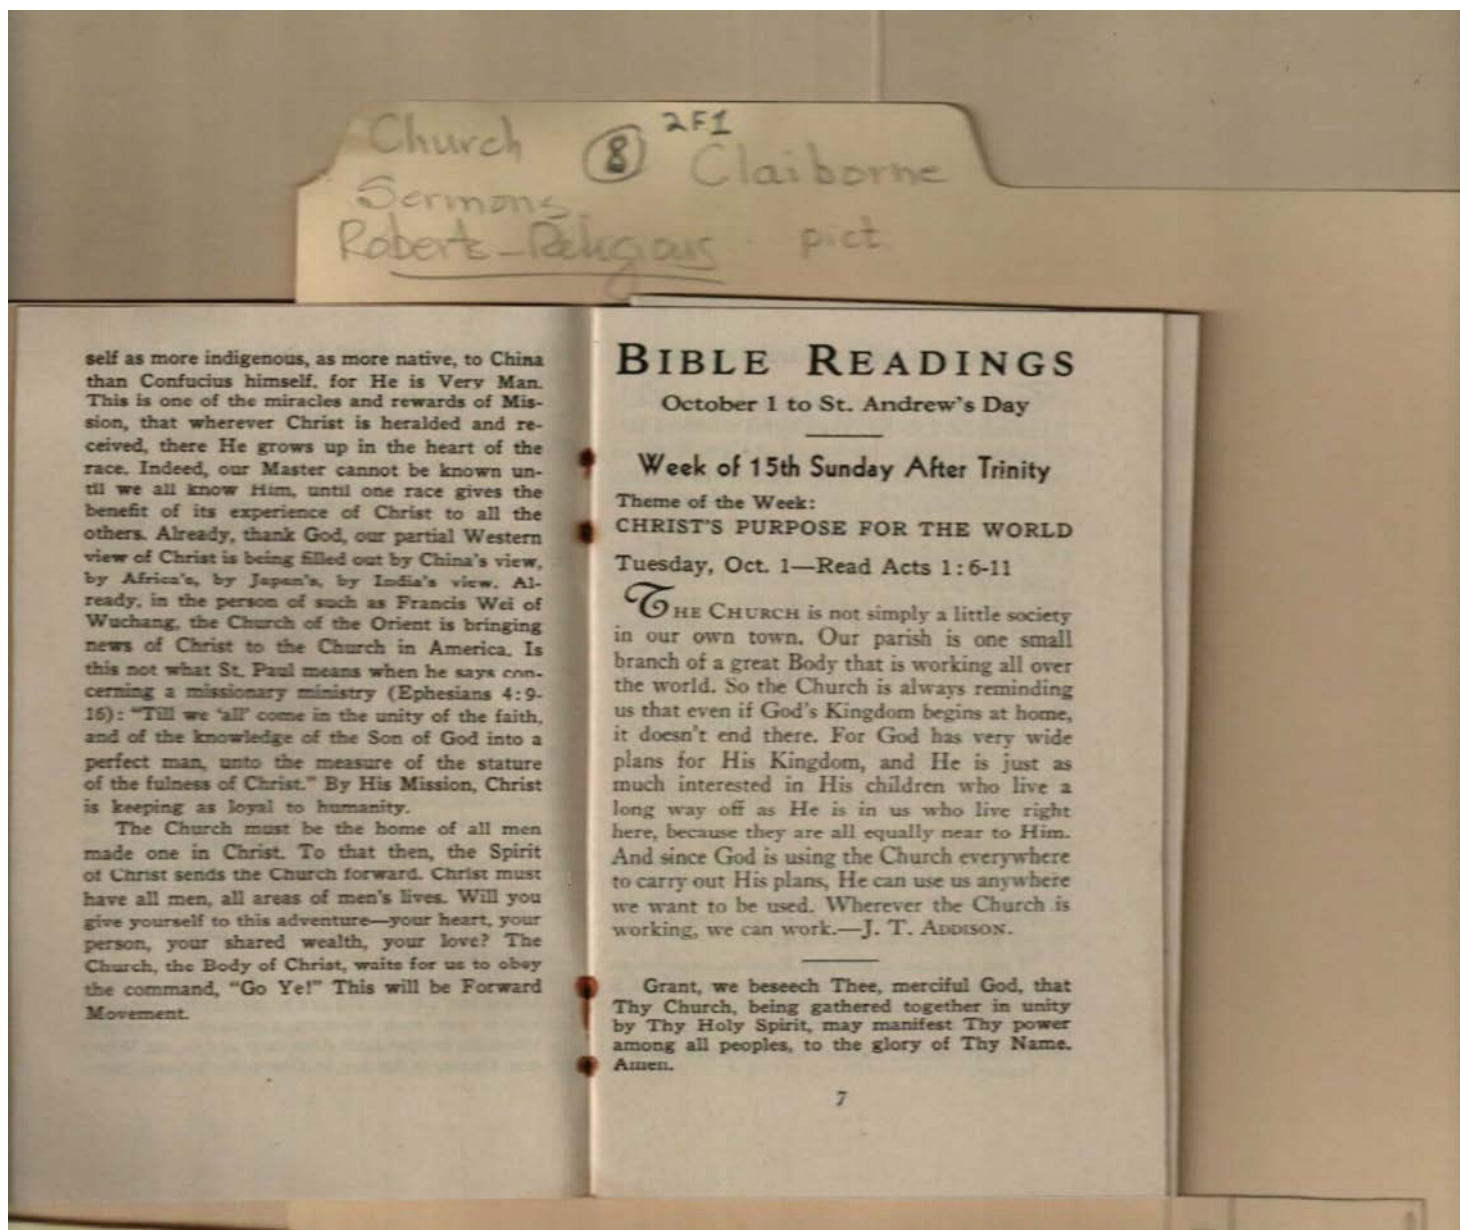 Church
8
2F1
Claiborne
Sermons
Roberts-Religious
pict
self as more indigenous, as more native, to China
than Confucius himself, for He is Very Man.
This is one of the miracles and rewards of Mis-
sion, that wherever Christ is heralded and re-
ceived, there He grows up in the heart of the
race. Indeed, our Master cannot be known un-
til we all know Him, until one race gives the
benefit of its experience of Christ to all the
others. Already, thank God, our partial Western
view of Christ is being filled out by China's view,
by Africa's, by Japan's, by India's view. Al-
ready, in the person of such as Francis Wei of
Wuchang, the Church of the Orient is bringing
news of Christ to the Church in America. Is
this not what St. Paul means when he says con-
cerning a missionary ministry (Ephesians 4:9-
16): "Till we 'all' come in the unity of the faith,
and of the knowledge of the Son of God into a
perfect man, unto the measure of the stature
of the fulness of Christ." By His Mission, Christ
is keeping as loyal to humanity.
The Church must be the home of all men
made one in Christ. To that then, the Spirit
of Christ sends the Church forward. Christ must
have all men, all areas of men's lives. Will you
give yourself to this adventure—your heart, your
person, your shared wealth, your love? The
Church, the Body of Christ, waits for us to obey
the command, "Go Ye!" This will be Forward
Movement.
BIBLE READINGS
October 1 to St. Andrew's Day
Week of 15th Sunday After Trinity
Theme of the Week:
CHRIST'S PURPOSE FOR THE WORLD
Tuesday, Oct. 1—Read Acts 1:6-11
THE CHURCH is not simply a little society
in our own town. Our parish is one small
branch of a great Body that is working all over
the world. So the Church is always reminding
us that even if God's Kingdom begins at home,
it doesn't end there. For God has very wide
plans for His Kingdom, and He is just as
much interested in His children who live a
long way off as He is in us who live right
here, because they are all equally near to Him.
And since God is using the Church everywhere
to carry out His plans, He can use us anywhere
we want to be used. Wherever the Church is
working, we can work.—J. T. ADDISON.
Grant, we beseech Thee, merciful God, that
Thy Church, being gathered together in unity
by Thy Holy Spirit, may manifest Thy power
among all peoples, to the glory of Thy Name.
Amen.
7